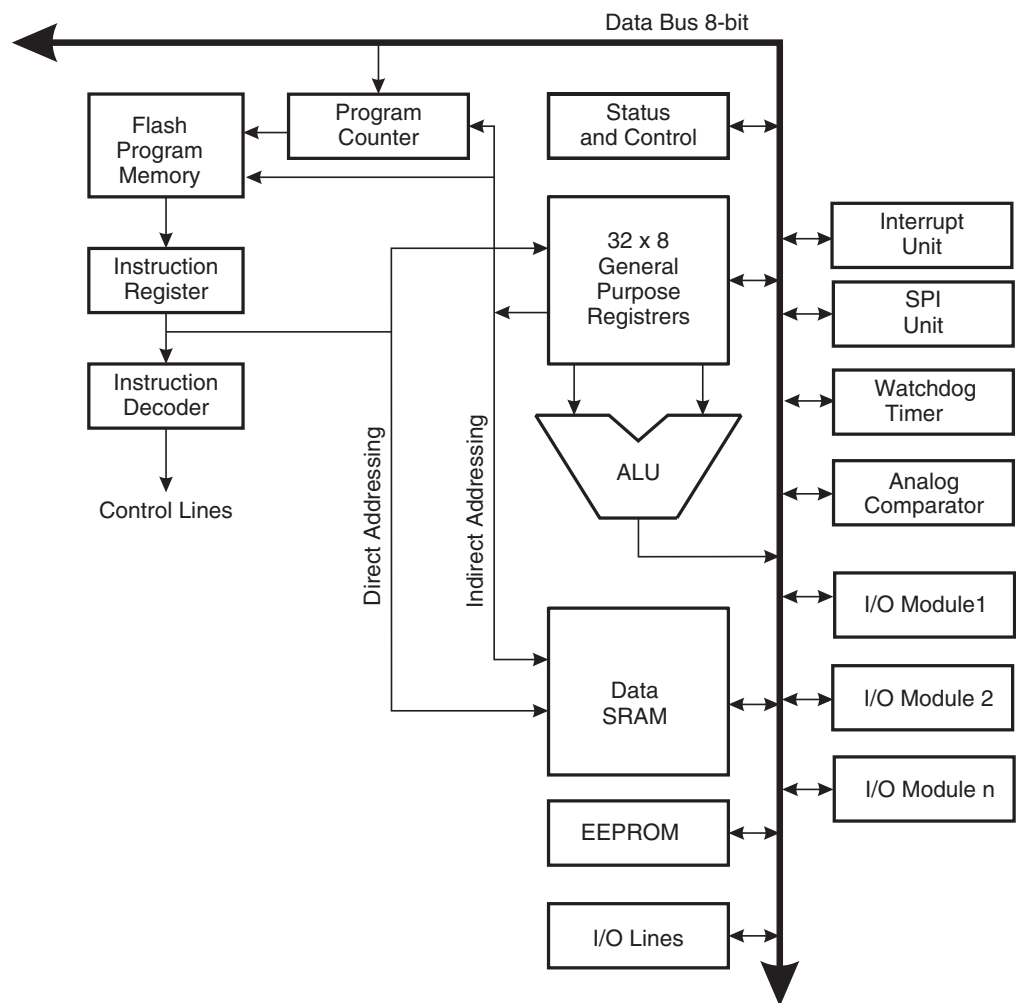 Data Bus 8-bit
Flash
Program
Memory
Program
Counter
Status
and Control
Interrupt
Unit
32 x 8
General
Purpose
Registrers
Instruction
Register
SPI
Unit
Instruction
Decoder
Watchdog
Timer
Control Lines
Direct Addressing
Indirect Addressing
ALU
Analog
Comparator
I/O Module1
Data
SRAM
I/O Module 2
I/O Module n
EEPROM
I/O Lines